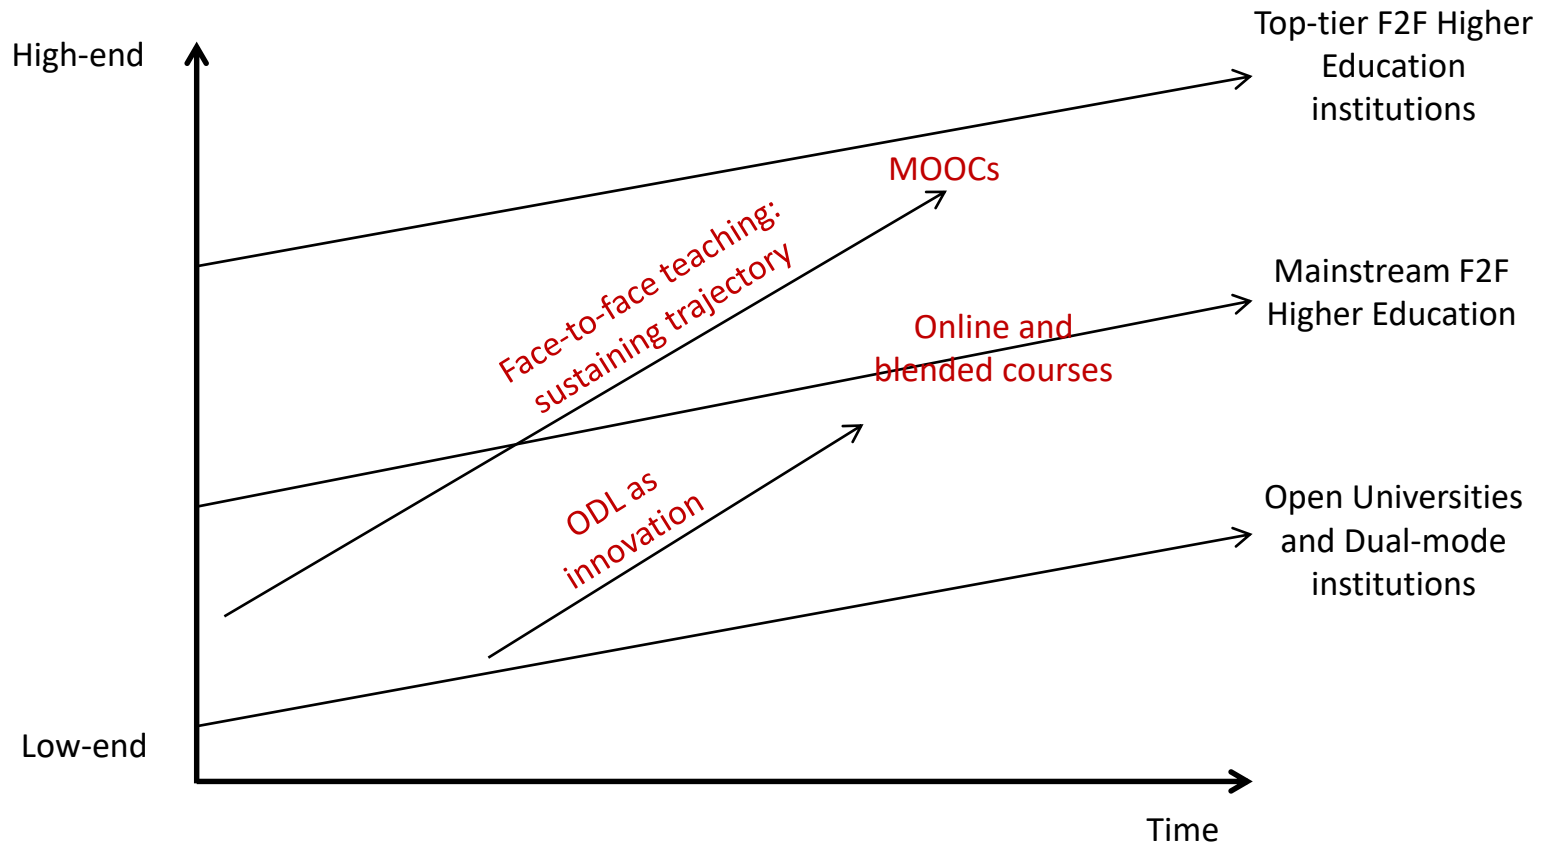 High-end
Top-tier F2F Higher
Education
institutions
MOOCs
Face-to-face teaching:
sustaining trajectory
Mainstream F2F
Higher Education
Online and
blended courses
ODL as
innovation
Open Universities
and Dual-mode
institutions
Low-end
Time